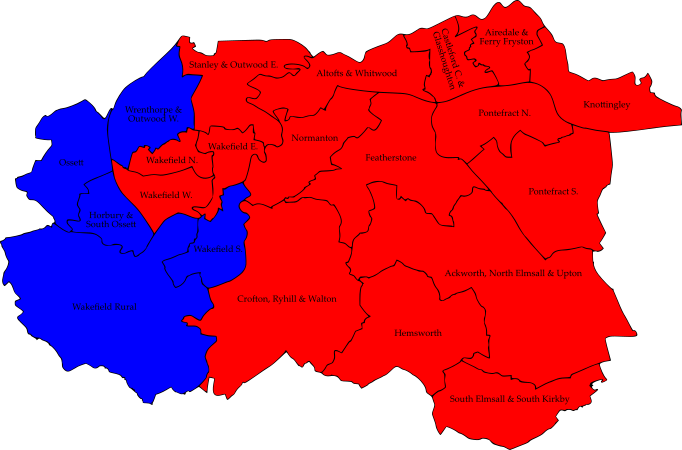 Airedale &
Ferry Fryston
Castleford C. &
Glasshoughton
Stanley & Outwood E.
Altofts & Whitwood
Knottingley
Wrenthorpe &
Outwood W.
Pontefract N.
Normanton
Wakefield E.
Featherstone
Wakefield N.
Ossett
Pontefract S.
Wakefield W.
Horbury &
South Ossett
Wakefield S.
Ackworth, North Elmsall & Upton
Crofton, Ryhill & Walton
Wakefield Rural
Hemsworth
South Elmsall & South Kirkby